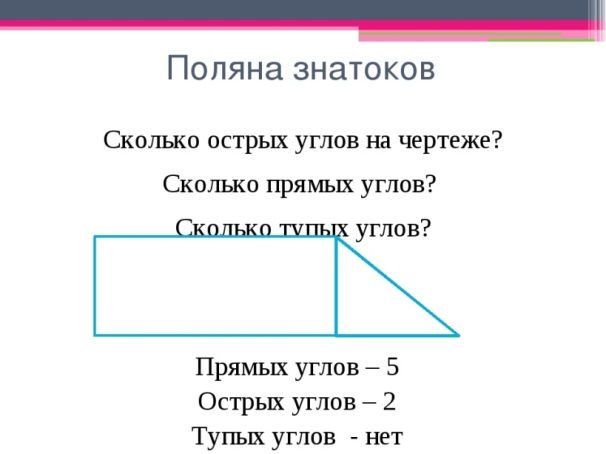 Поляна знатоков
Сколько острых углов на чертеже?
Сколько прямых углов?
Сколько тупых углов?
Прямых углов – 5
Острых углов – 2
Тупых углов - нет